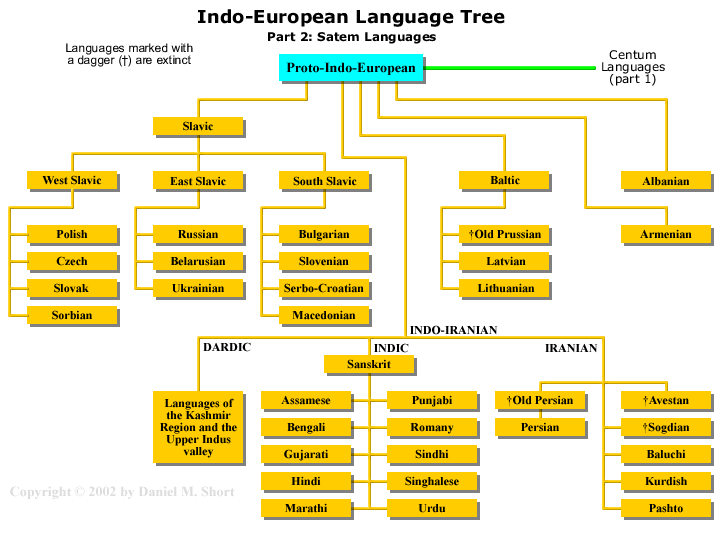 Indo-European Language Tree
Part 2: Satem Languages
Languages marked with
a dagger (†) are extinct
Proto-Indo-European
Centum
Languages
(part 1)
Slavic
West Slavic
East Slavic
South Slavic
Baltic
Albanian
Polish
Russian
Bulgarian
†Old Prussian
Armenian
Czech
Belarusian
Slovenian
Latvian
Slovak
Ukrainian
Serbo-Croatian
Lithuanian
Sorbian
Macedonian
INDO-IRANIAN
DARDIC
INDIC
IRANIAN
Sanskrit
Languages of
the Kashmir
Region and the
Upper Indus
valley
Assamese
Punjabi
†Old Persian
†Avestan
Bengali
Romany
Persian
†Sogdian
Gujarati
Sindhi
Baluchi
Hindi
Singhalese
Kurdish
Marathi
Urdu
Pashto
Copyright © 2002 by Daniel M. Short